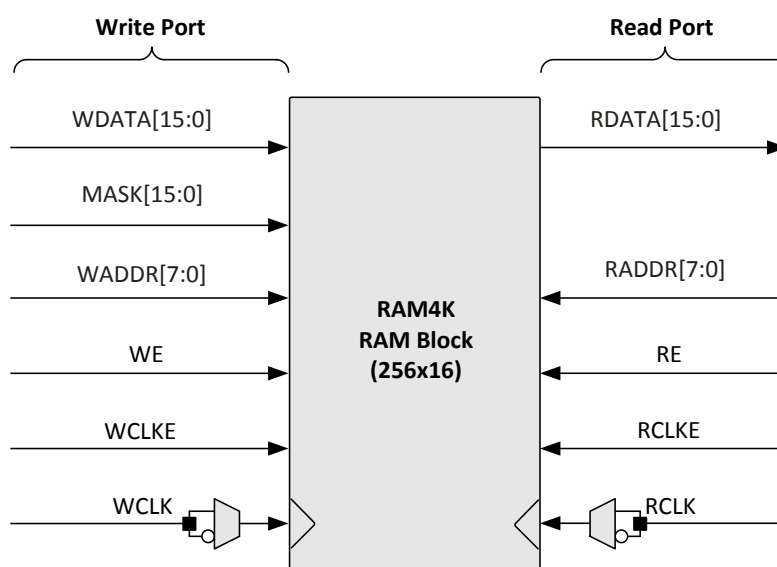 Write Port
Read Port
WDATA[15:0]
RDATA[15:0]
MASK[15:0]
WADDR[7:0]
RADDR[7:0]
RAM4K
RAM Block
(256x16)
WE
RE
WCLKE
RCLKE
WCLK
RCLK